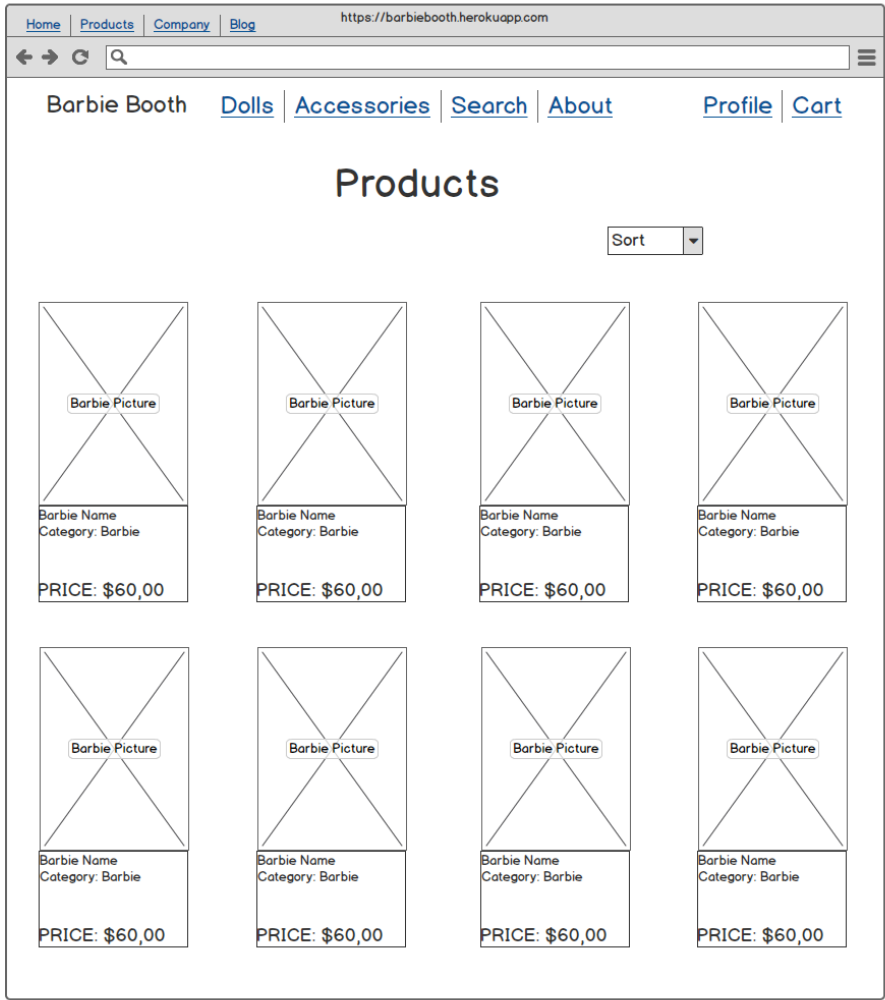 https://barbiebooth.herokuapp.com
Home Products Company Blog
Barbie Booth Dolls Accessories Search About Profile Cart
Products
Sort
Barbie Picture Barbie Picture Barbie Picture Barbie Picture
Barbie Name Barbie Name Barbie Name Barbie Name
Category: Barbie Category: Barbie Category: Barbie Category: Barbie
PRICE: $60,00 PRICE: $60,00 PRICE: $60,00 PRICE: $60,00
Barbie Picture Barbie Picture Barbie Picture Barbie Picture
Barbie Name Barbie Name Barbie Name Barbie Name
Category: Barbie Category: Barbie Category: Barbie Category: Barbie
PRICE: $60,00 PRICE: $60,00 PRICE: $60,00 PRICE: $60,00